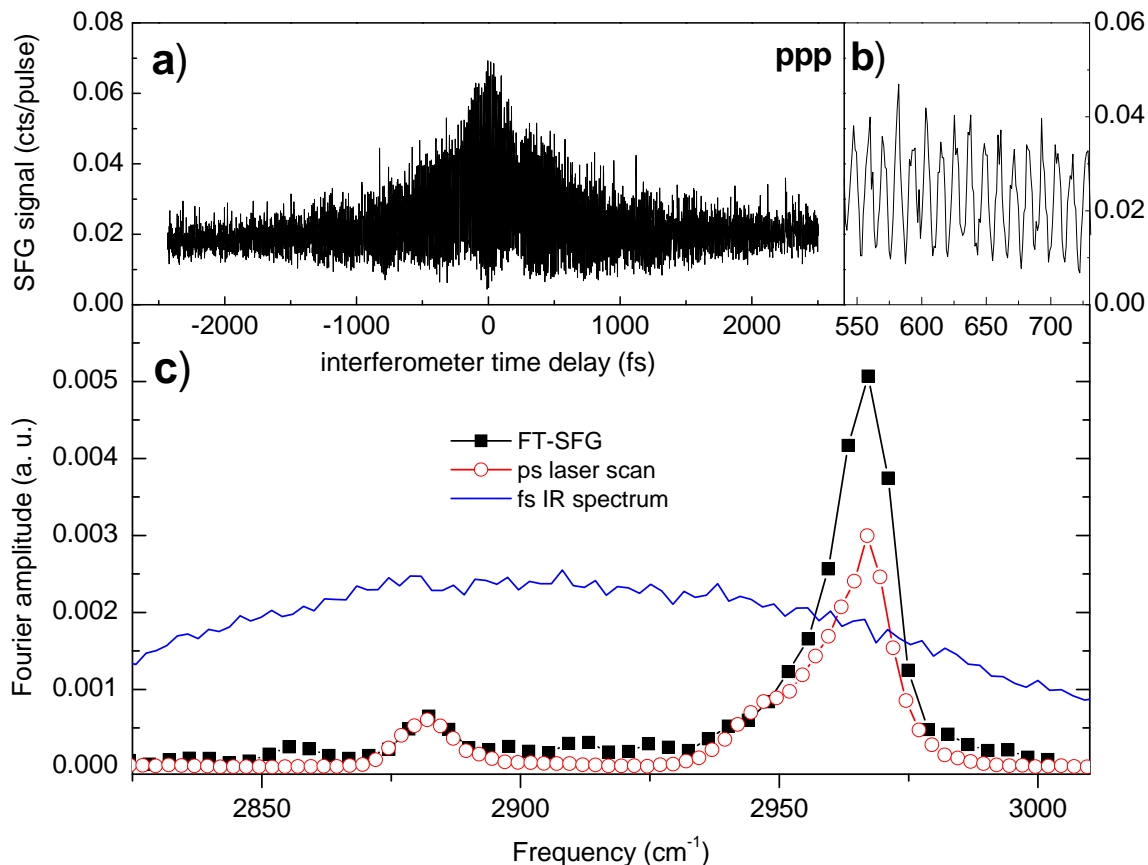 a)
ppp
b)
SFG signal (cts/pulse)
0.08
0.06
0.04
0.02
0.00
-2000 -1000 0 1000 2000
interferometer time delay (fs)
0.06
0.04
0.02
0.00
550 600 650 700
c)
FT-SFG
ps laser scan
fs IR spectrum
Fourier amplitude (a. u.)
0.005
0.004
0.003
0.002
0.001
0.000
2850 2900 2950 3000
Frequency (cm⁻¹)